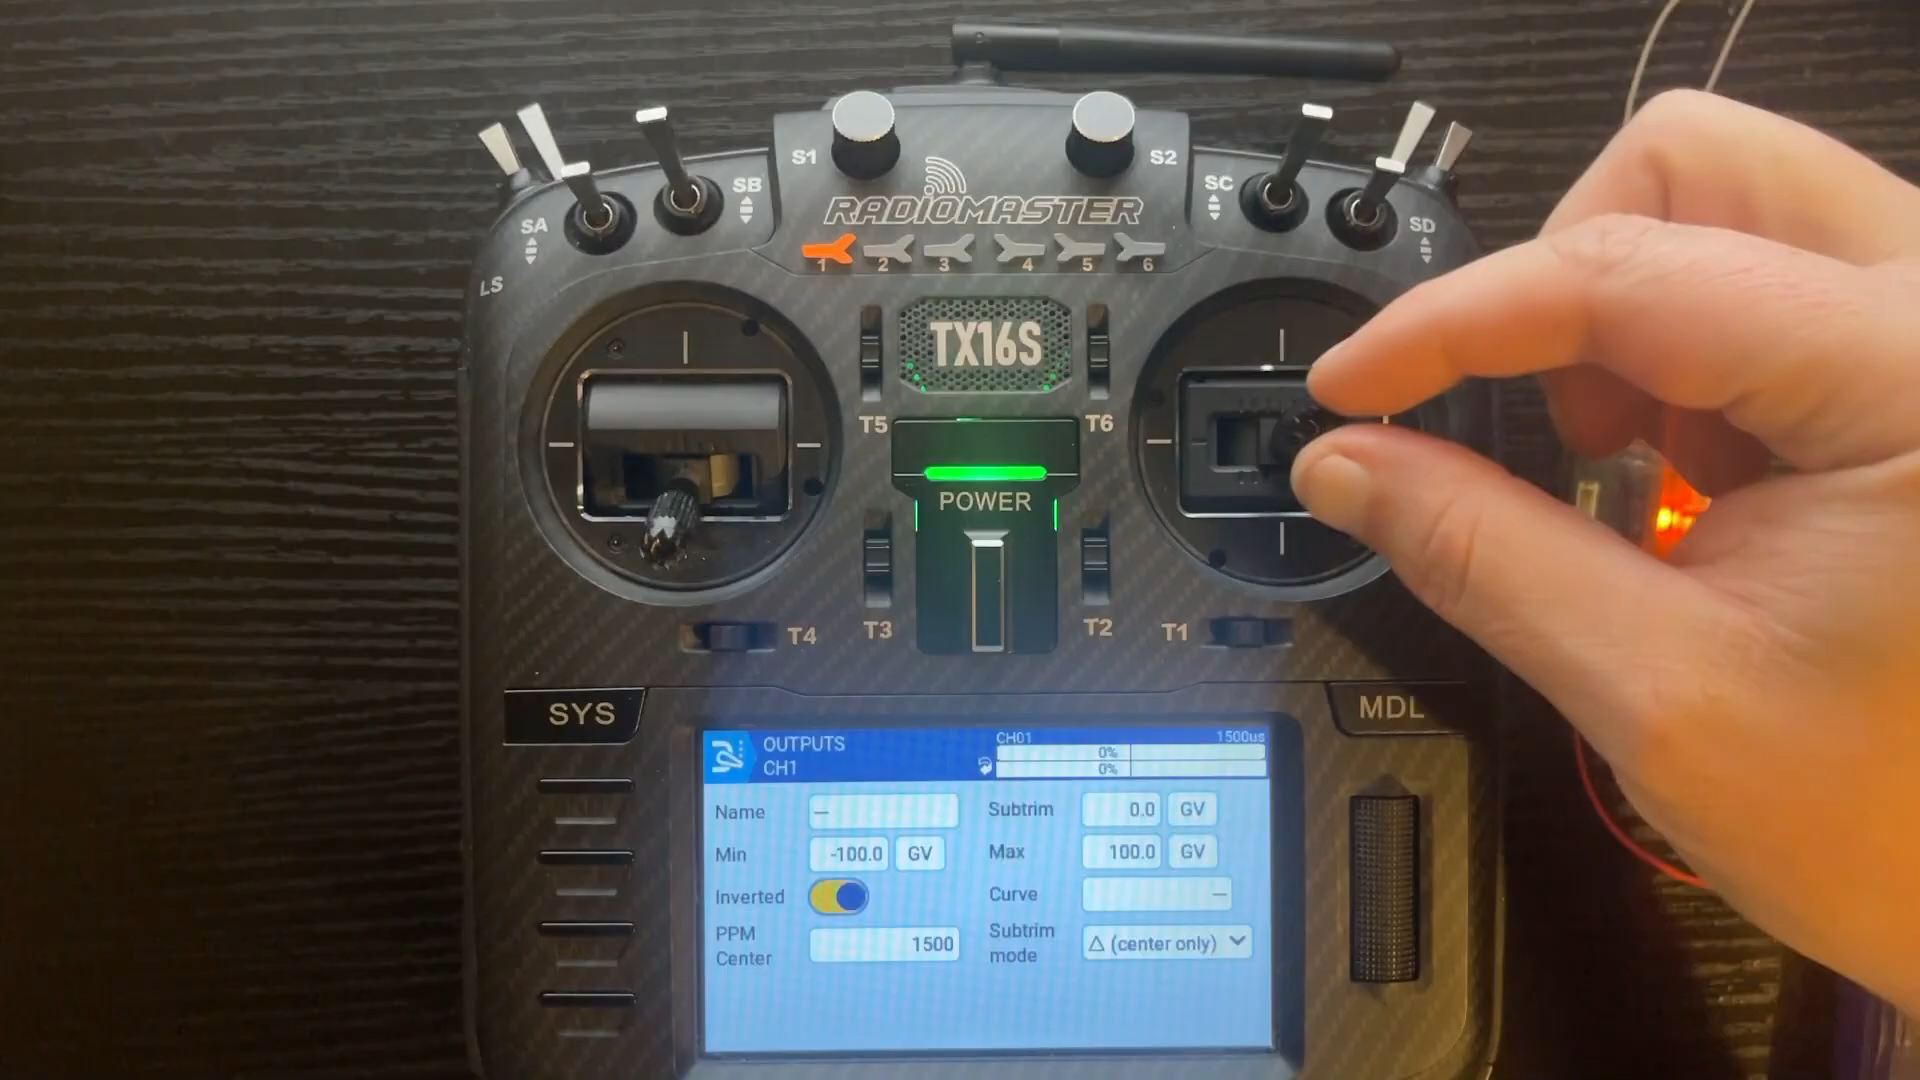 S1
S2
SB
SC
SA
SD
LS
RADIOMASTER
1 2 3 4 5 6
TX16S
T5
T6
POWER
T4
T3
T2
T1
SYS
MDL
OUTPUTS
CH1
CH01
1500us
0%
0%
Name
—
Subtrim
0.0
GV
Min
-100.0
GV
Max
100.0
GV
Inverted
Curve
—
PPM
Center
1500
Subtrim
mode
Δ (center only)